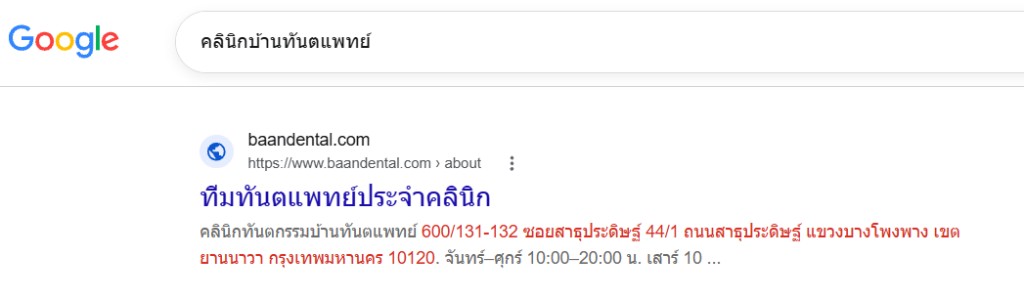 Google
คลินิกบ้านทันตแพทย์
baandental.com
https://www.baandental.com › about
ทีมทันตแพทย์ประจำคลินิก
คลินิกทันตกรรมบ้านทันตแพทย์ 600/131-132 ซอยสาธุประดิษฐ์ 44/1 ถนนสาธุประดิษฐ์ แขวงบางโพงพาง เขต
ยานนาวา กรุงเทพมหานคร 10120. จันทร์–ศุกร์ 10:00–20:00 น. เสาร์ 10 ...